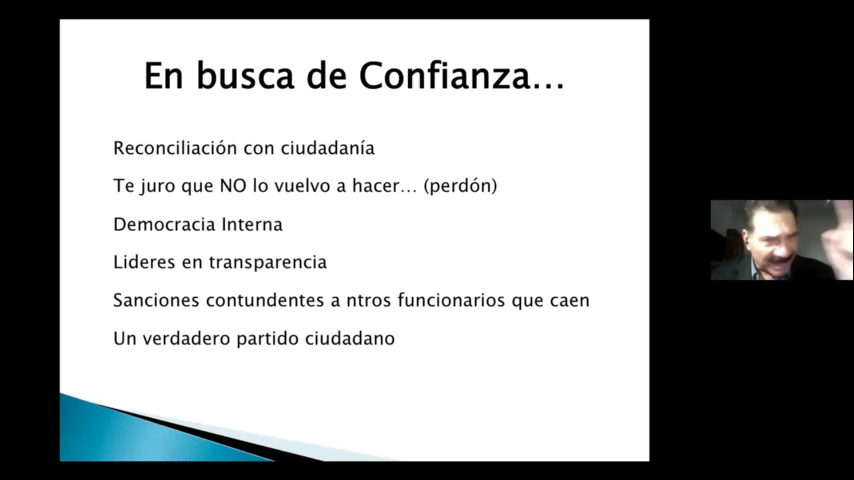 En busca de Confianza...
Reconciliación con ciudadanía
Te juro que NO lo vuelvo a hacer... (perdón)
Democracia Interna
Lideres en transparencia
Sanciones contundentes a ntros funcionarios que caen
Un verdadero partido ciudadano